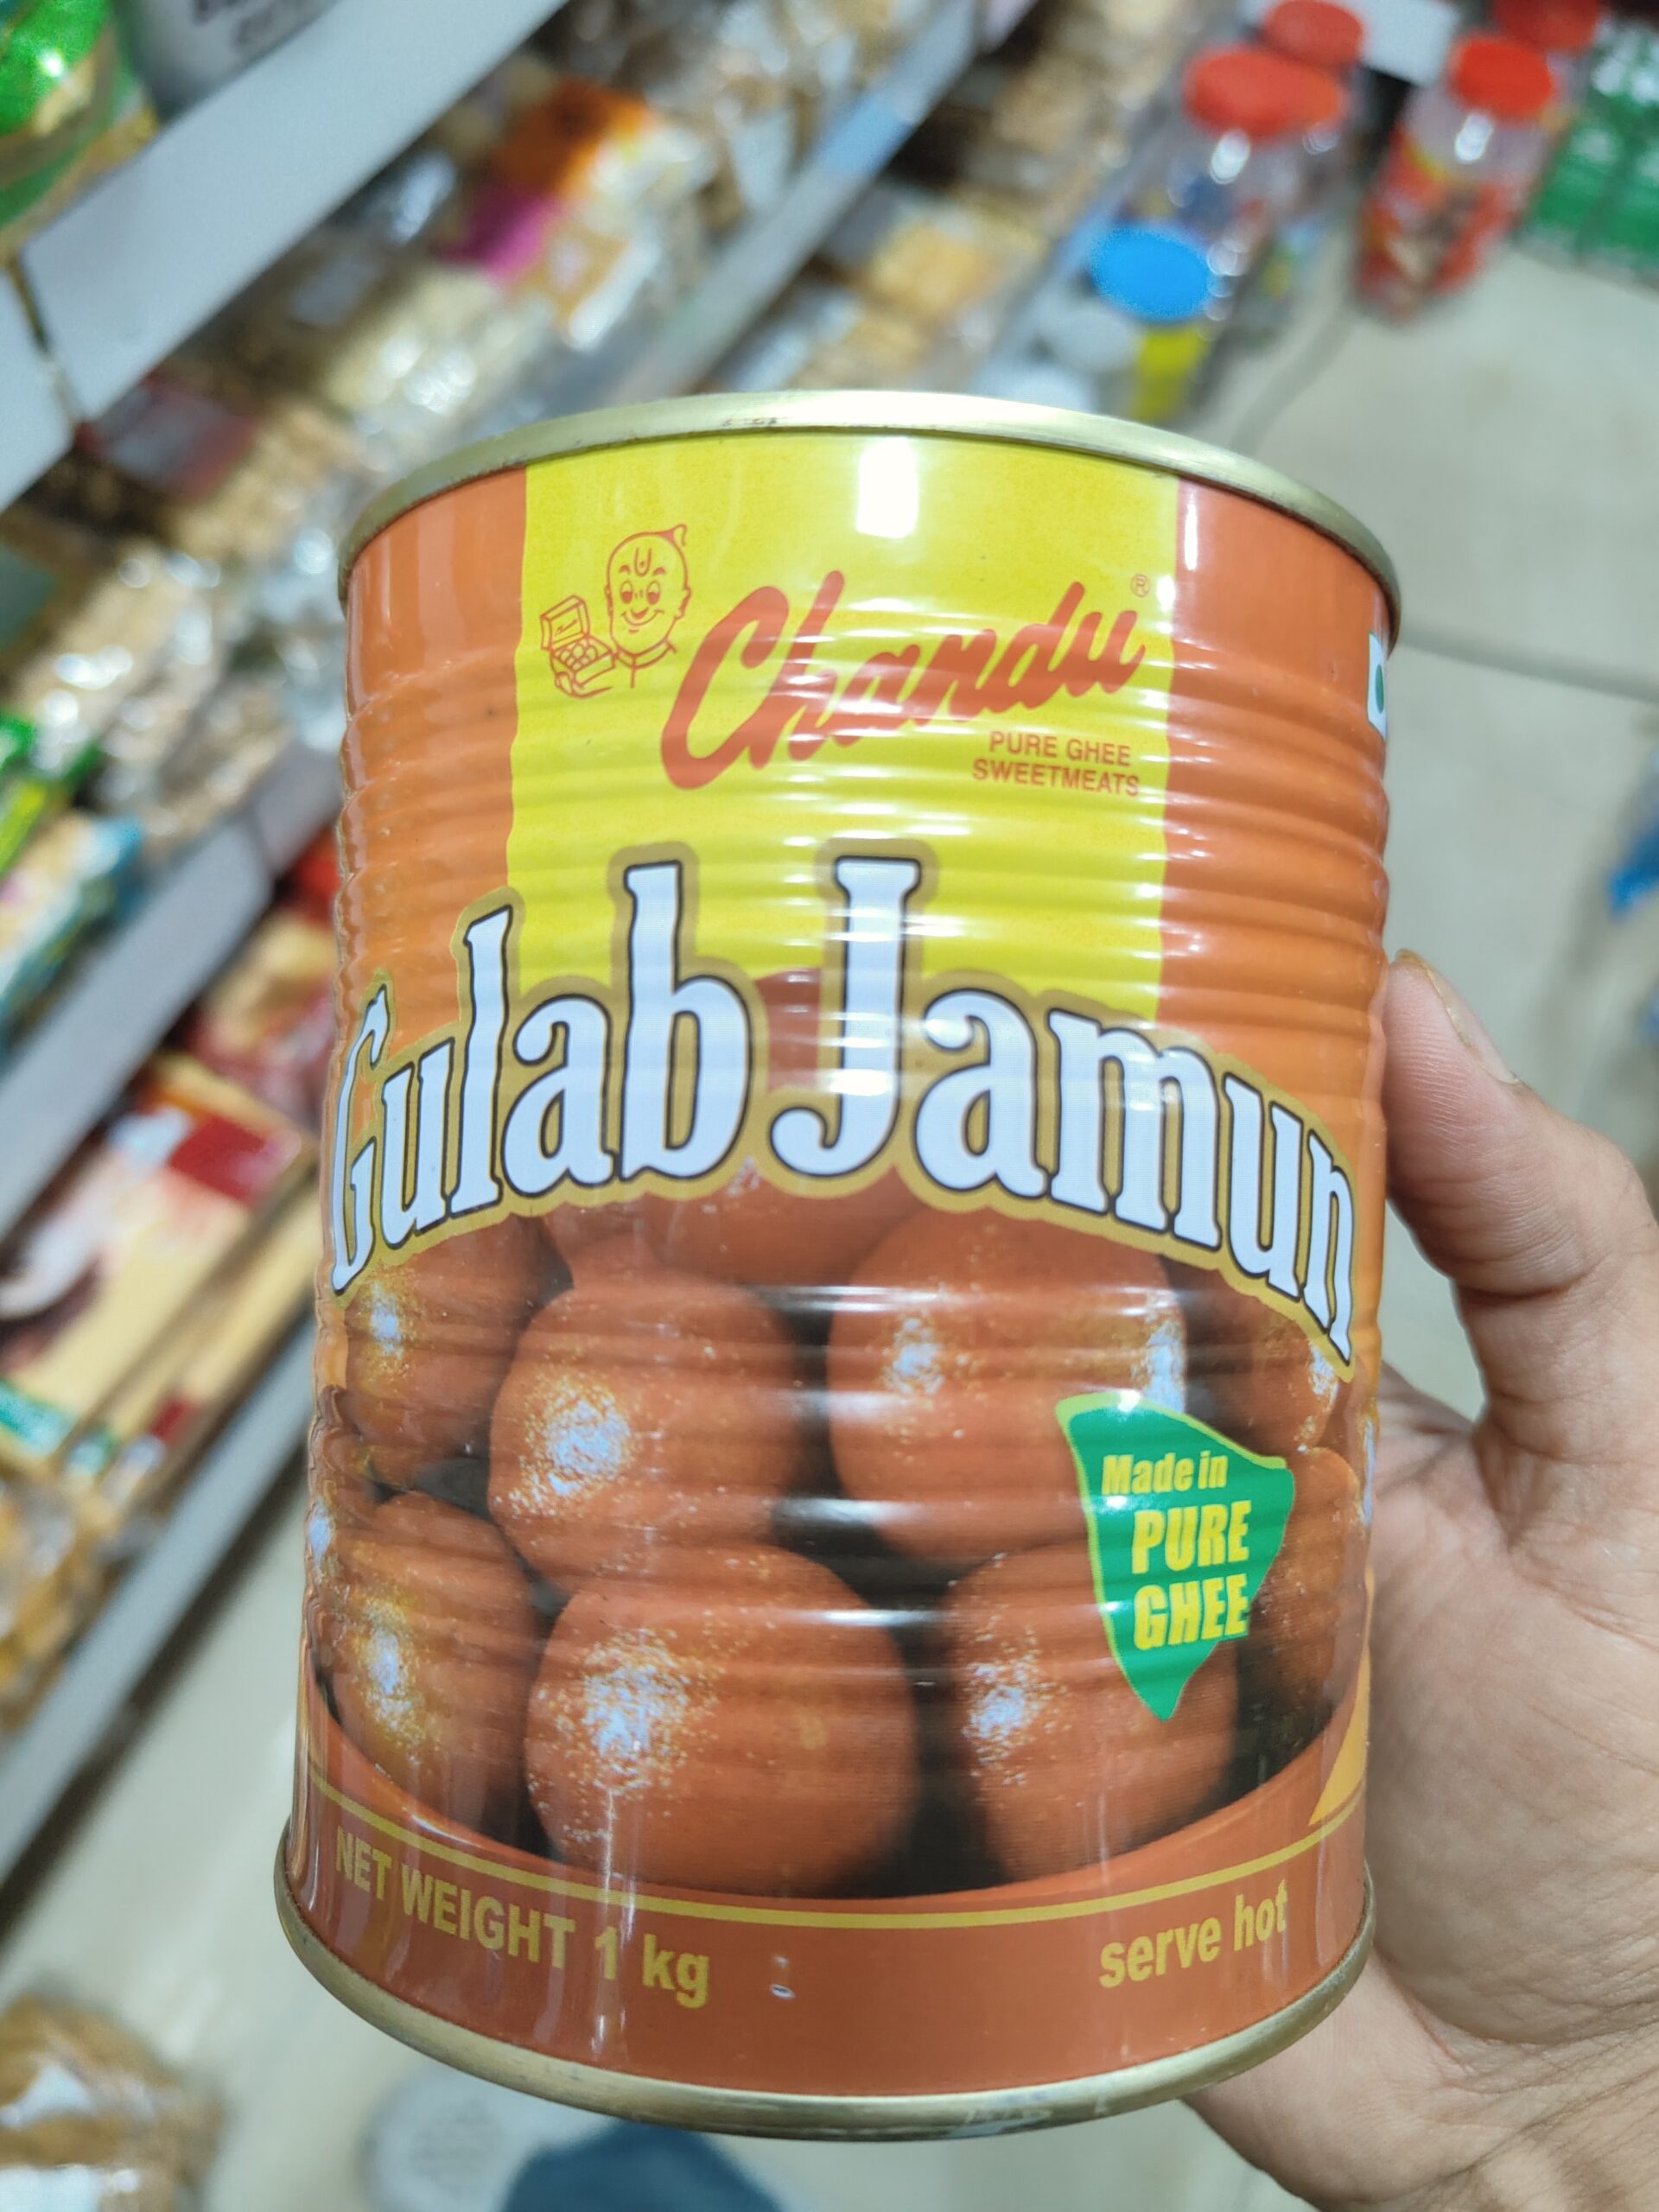 Chandu®
PURE GHEE
SWEETMEATS
Gulab Jamun
Made in
PURE
GHEE
NET WEIGHT 1 kg
serve hot